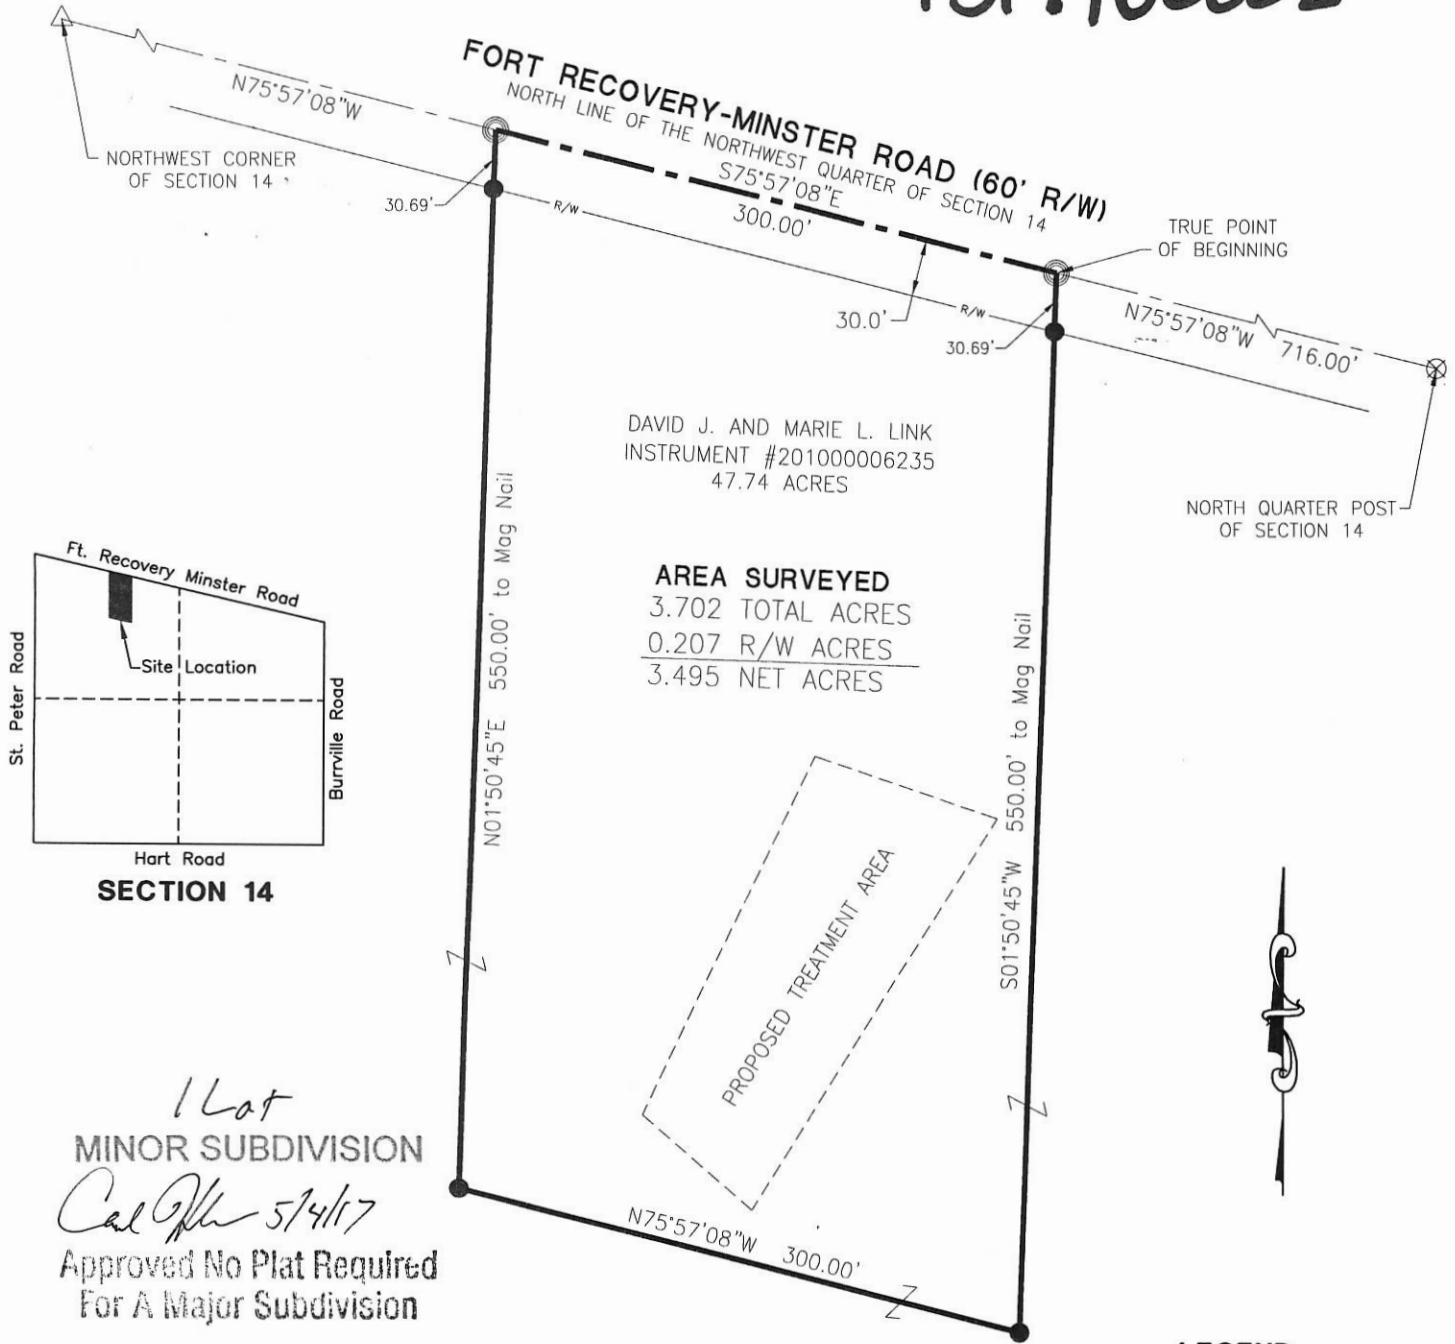 FORT RECOVERY-MINSTER ROAD (60' R/W)
NORTH LINE OF THE NORTHWEST QUARTER OF SECTION 14
S75°57'08"E
300.00'
N75°57'08"W
NORTHWEST CORNER
OF SECTION 14
30.69'
R/W
TRUE POINT
OF BEGINNING
30.0'
R/W
30.69'
N75°57'08"W 716.00'
NORTH QUARTER POST
OF SECTION 14
DAVID J. AND MARIE L. LINK
INSTRUMENT #201000006235
47.74 ACRES
AREA SURVEYED
3.702 TOTAL ACRES
0.207 R/W ACRES
3.495 NET ACRES
N01°50'45"E 550.00' to Mag Nail
S01°50'45"W 550.00' to Mag Nail
Ft. Recovery Minster Road
Site Location
St. Peter Road
Burrville Road
Hart Road
SECTION 14
PROPOSED TREATMENT AREA
N75°57'08"W 300.00'
1 Lot
MINOR SUBDIVISION
5/4/17
Approved No Plat Required
For A Major Subdivision